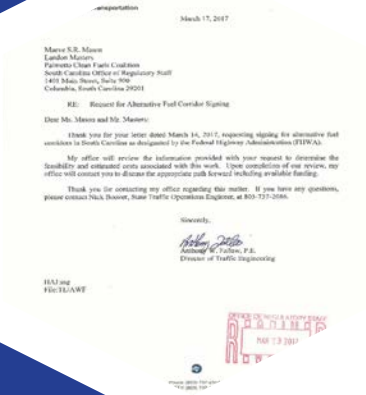 ansportation
March 17, 2017
Maeve S.R. Mason
Landon Masters
Palmetto Clean Fuels Coalition
South Carolina Office of Regulatory Staff
1401 Main Street, Suite 900
Columbia, South Carolina 29201
RE: Request for Alternative Fuel Corridor Signing
Dear Ms. Mason and Mr. Masters:
Thank you for your letter dated March 14, 2017, requesting signing for alternative fuel
corridors in South Carolina as designated by the Federal Highway Administration (FHWA).
My office will review the information provided with your request to determine the
feasibility and estimated costs associated with this work. Upon completion of our review, my
office will contact you to discuss the appropriate path forward including available funding.
Thank you for contacting my office regarding this matter. If you have any questions,
please contact Nick Boozer, State Traffic Operations Engineer, at 803-737-2086.
Sincerely,
Anthony W. Fallaw, P.E.
Director of Traffic Engineering
File:TE/AWF
OFFICE OF REGULATORY STAFF
MAR 23 2017